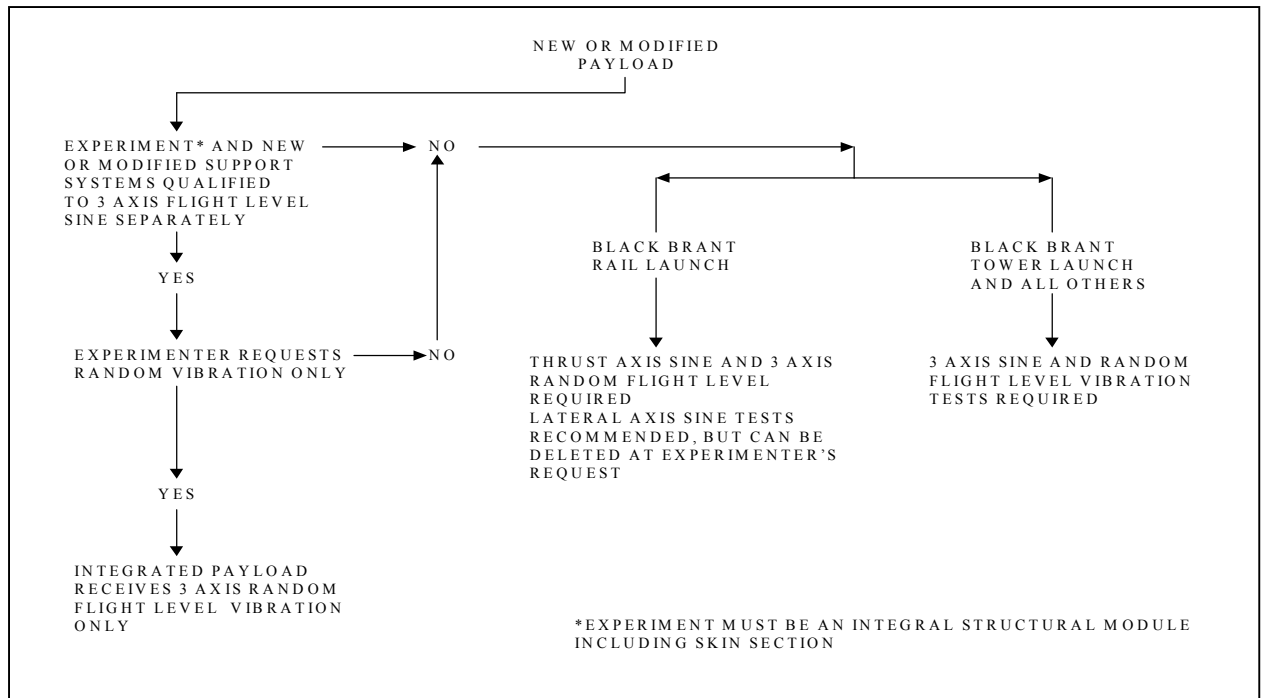 NEW OR MODIFIED
PAYLOAD
EXPERIMENT* AND NEW
OR MODIFIED SUPPORT
SYSTEMS QUALIFIED
TO 3 AXIS FLIGHT LEVEL
SINE SEPARATELY
NO
YES
BLACK BRANT
RAIL LAUNCH
BLACK BRANT
TOWER LAUNCH
AND ALL OTHERS
EXPERIMENTER REQUESTS
RANDOM VIBRATION ONLY
NO
THRUST AXIS SINE AND 3 AXIS
RANDOM FLIGHT LEVEL
REQUIRED
LATERAL AXIS SINE TESTS
RECOMMENDED, BUT CAN BE
DELETED AT EXPERIMENTER'S
REQUEST
3 AXIS SINE AND RANDOM
FLIGHT LEVEL VIBRATION
TESTS REQUIRED
YES
INTEGRATED PAYLOAD
RECEIVES 3 AXIS RANDOM
FLIGHT LEVEL VIBRATION
ONLY
*EXPERIMENT MUST BE AN INTEGRAL STRUCTURAL MODULE
INCLUDING SKIN SECTION